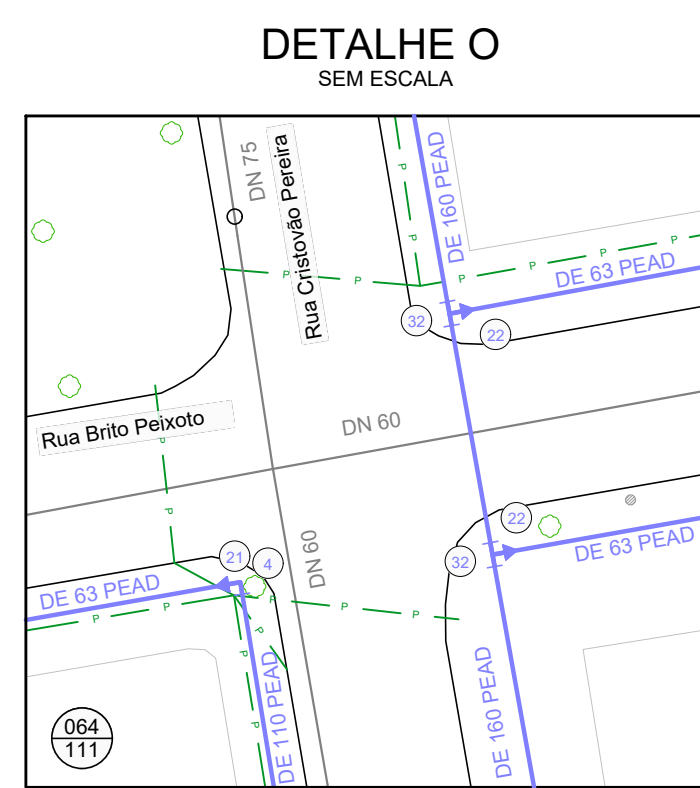 DETALHE O
SEM ESCALA
DN 75
Rua Cristovão Pereira
DE 160 PEAD
P
P
P
P
P
P
P
P
DE 63 PEAD
32
22
Rua Brito Peixoto
P
DN 60
P
22
21
4
DN 60
32
DE 63 PEAD
DE 63 PEAD
P
P
P
P
P
P
P
P
DE 110 PEAD
DE 160 PEAD
064
111